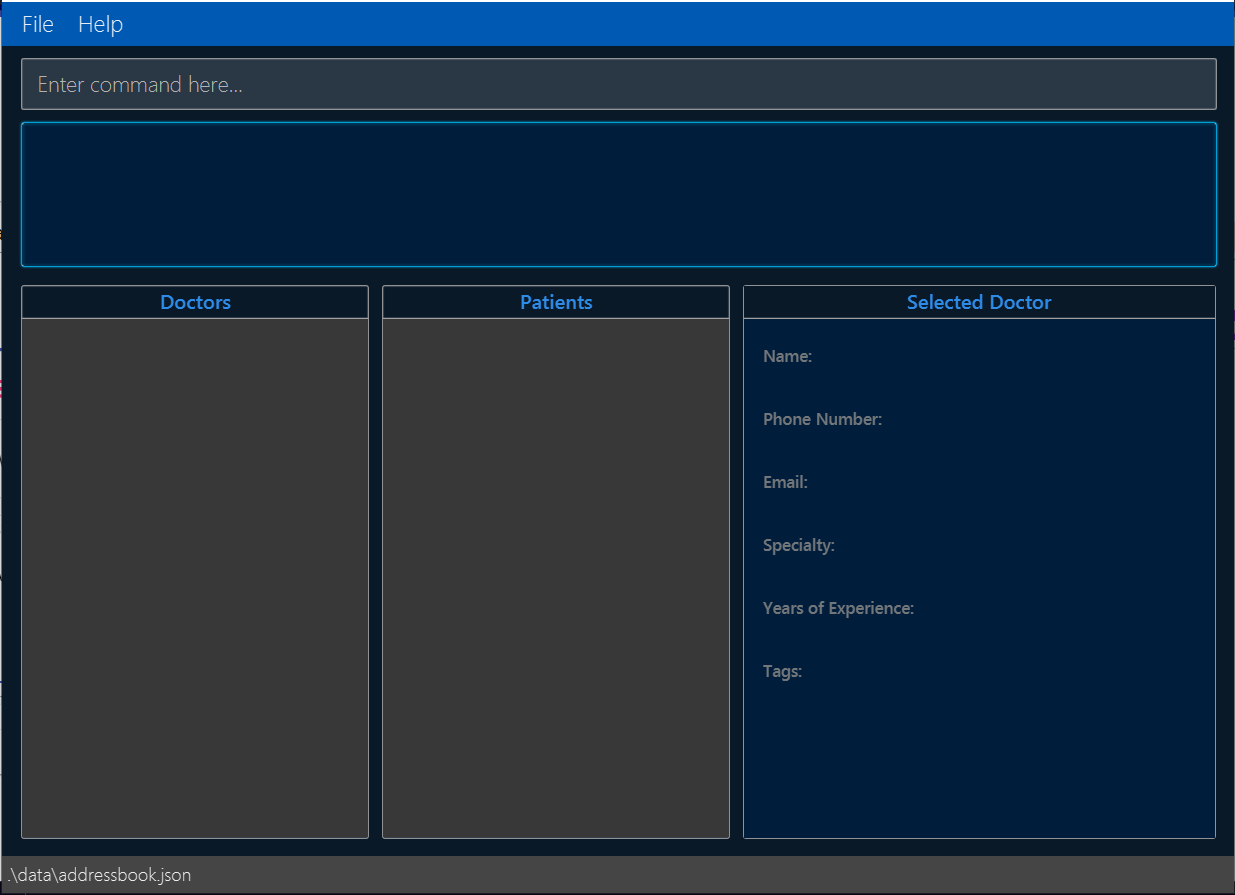 File Help
Enter command here...
Doctors
Patients
Selected Doctor
Name:
Phone Number:
Email:
Specialty:
Years of Experience:
Tags:
.\data\addressbook.json